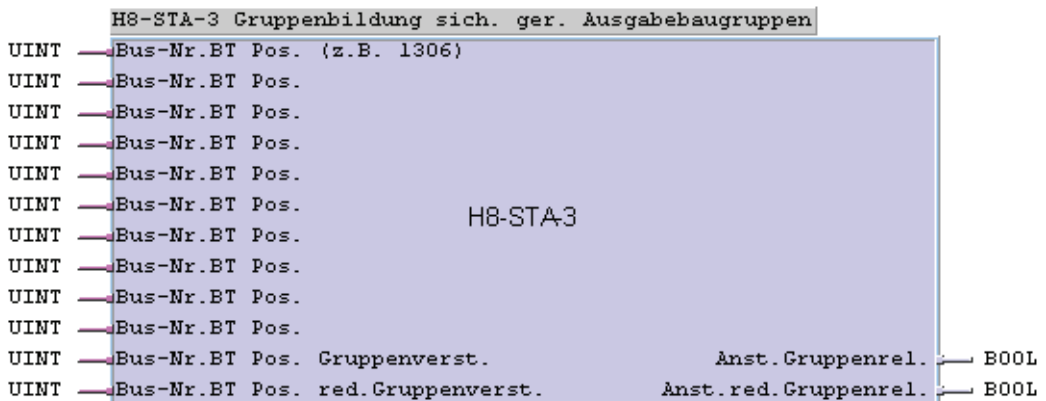 H8-STA-3 Gruppenbildung sich. ger. Ausgabebaugruppen
UINT Bus-Nr.BT Pos. (z.B. 1306)
UINT Bus-Nr.BT Pos.
UINT Bus-Nr.BT Pos.
UINT Bus-Nr.BT Pos.
UINT Bus-Nr.BT Pos.
UINT Bus-Nr.BT Pos.
H8-STA-3
UINT Bus-Nr.BT Pos.
UINT Bus-Nr.BT Pos.
UINT Bus-Nr.BT Pos.
UINT Bus-Nr.BT Pos.
UINT Bus-Nr.BT Pos. Gruppenverst. Anst.Gruppenrel. BOOL
UINT Bus-Nr.BT Pos. red.Gruppenverst. Anst.red.Gruppenrel. BOOL